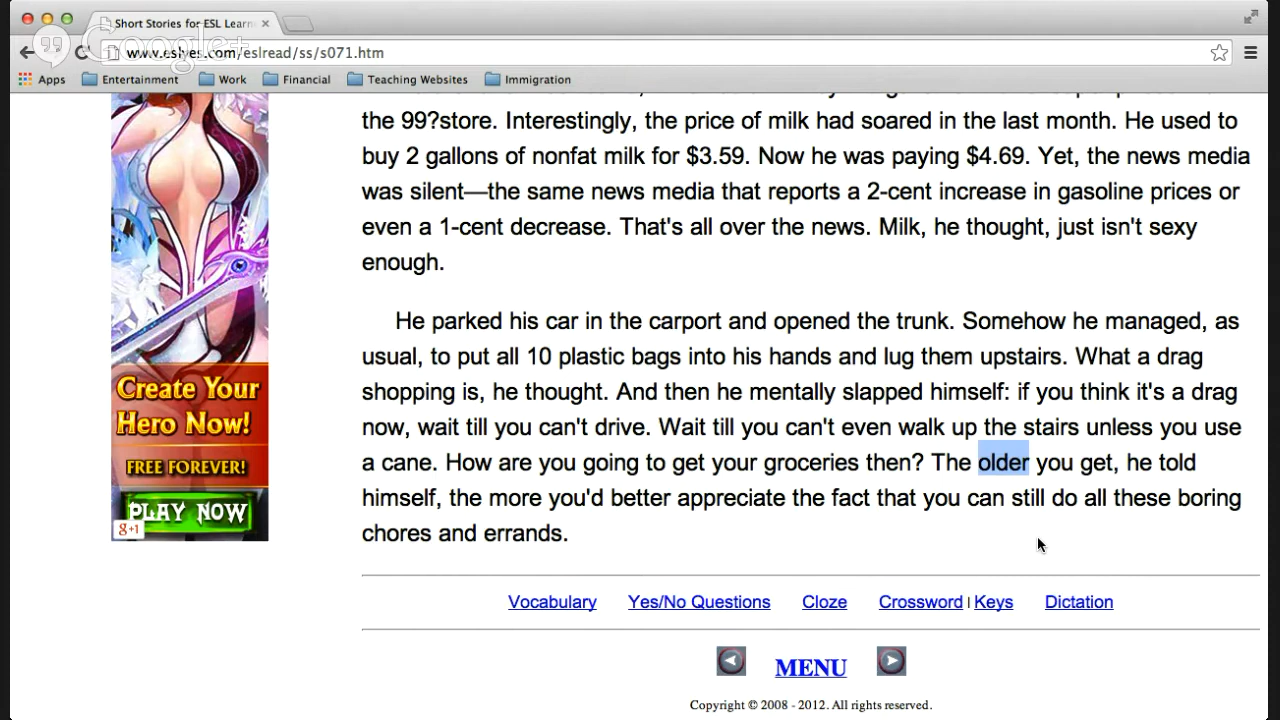 Short Stories for ESL Learn
Google+
www.eslyes.com/eslread/ss/s071.htm
Apps Entertainment Work Financial Teaching Websites Immigration
the 99?store. Interestingly, the price of milk had soared in the last month. He used to
buy 2 gallons of nonfat milk for $3.59. Now he was paying $4.69. Yet, the news media
was silent—the same news media that reports a 2-cent increase in gasoline prices or
even a 1-cent decrease. That's all over the news. Milk, he thought, just isn't sexy
enough.
He parked his car in the carport and opened the trunk. Somehow he managed, as
usual, to put all 10 plastic bags into his hands and lug them upstairs. What a drag
shopping is, he thought. And then he mentally slapped himself: if you think it's a drag
now, wait till you can't drive. Wait till you can't even walk up the stairs unless you use
a cane. How are you going to get your groceries then? The older you get, he told
himself, the more you'd better appreciate the fact that you can still do all these boring
chores and errands.
Create Your
Hero Now!
FREE FOREVER!
PLAY NOW
g+1
Vocabulary Yes/No Questions Cloze Crossword | Keys Dictation
MENU
Copyright © 2008 - 2012. All rights reserved.